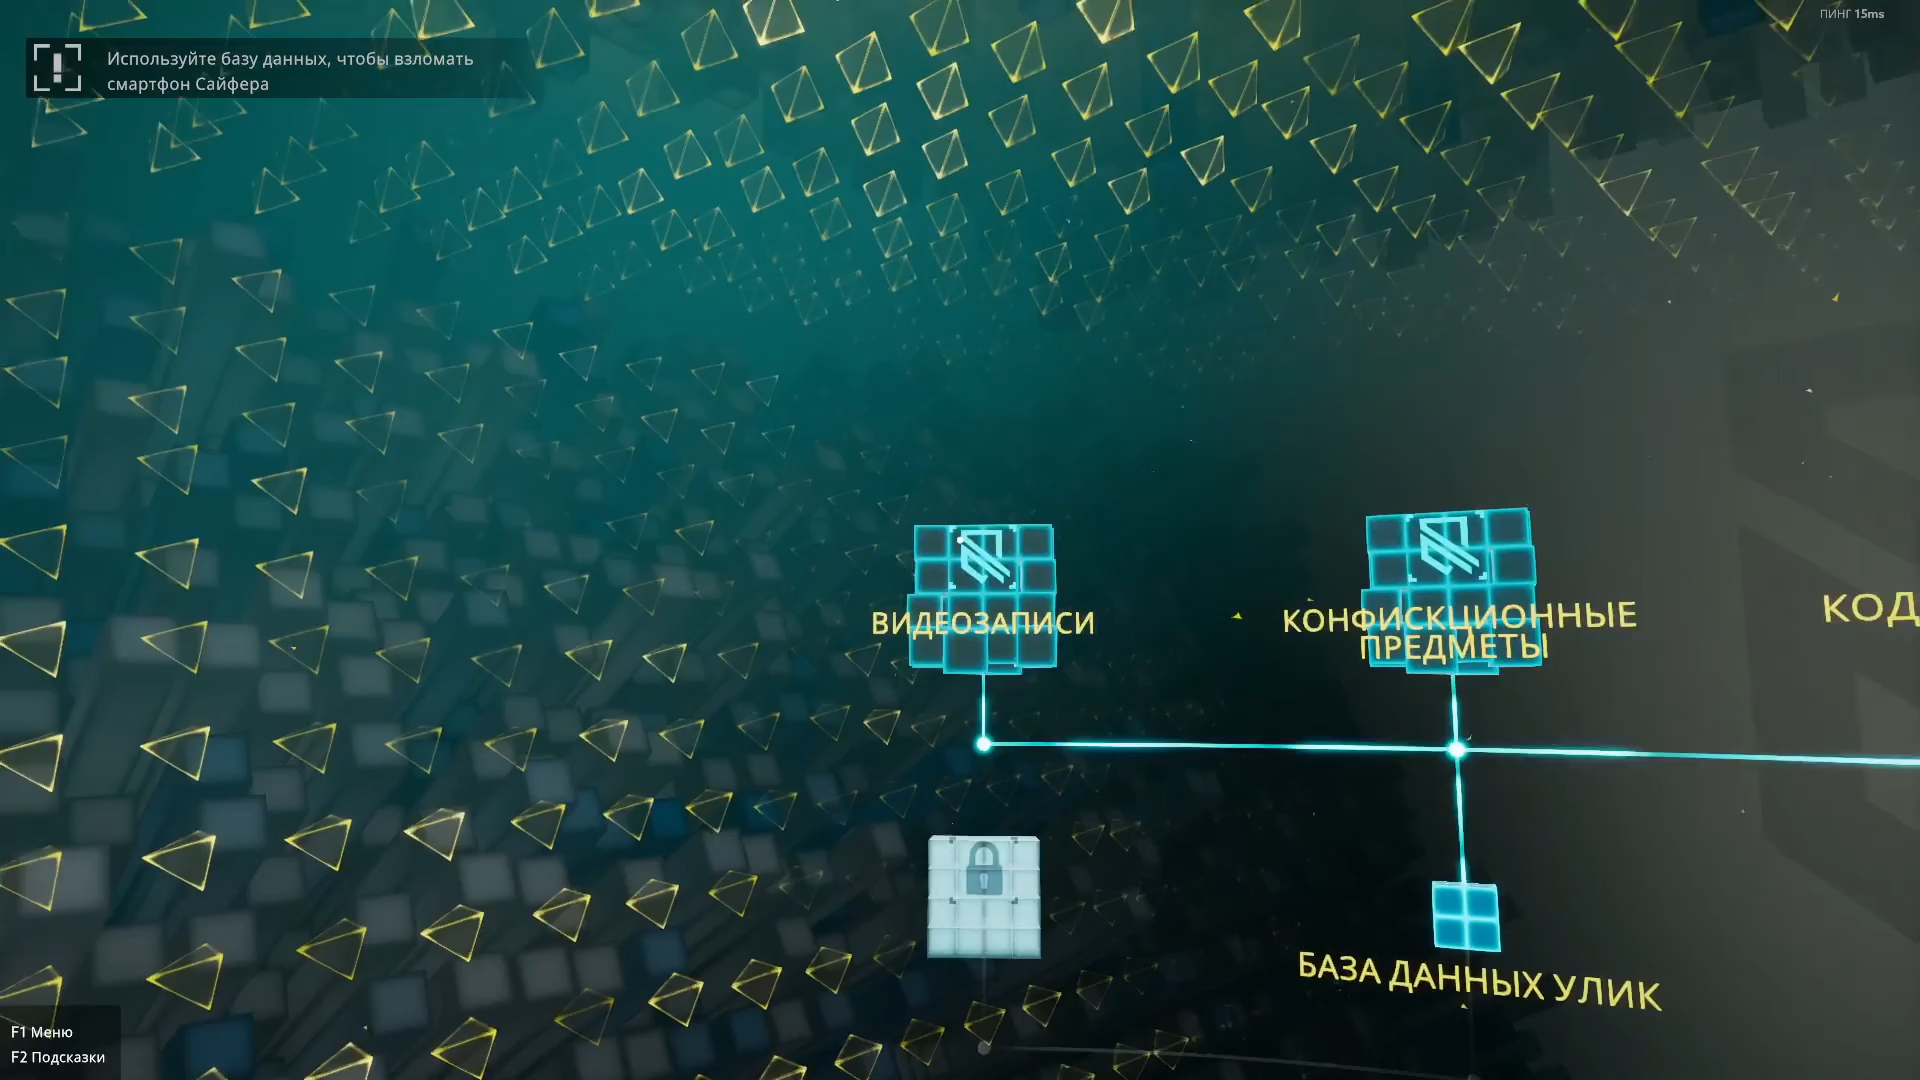 ПИНГ 15ms
Используйте базу данных, чтобы взломать
смартфон Сайфера
ВИДЕОЗАПИСИ
КОНФИСКЦИОННЫЕ
ПРЕДМЕТЫ
КОД
БАЗА ДАННЫХ УЛИК
F1 Меню
F2 Подсказки